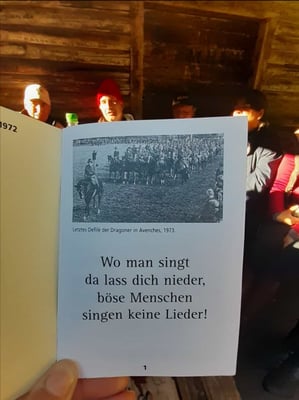 1972
Letztes Defilé der Dragoner in Avenches, 1973.
Wo man singt
da lass dich nieder,
böse Menschen
singen keine Lieder!
1